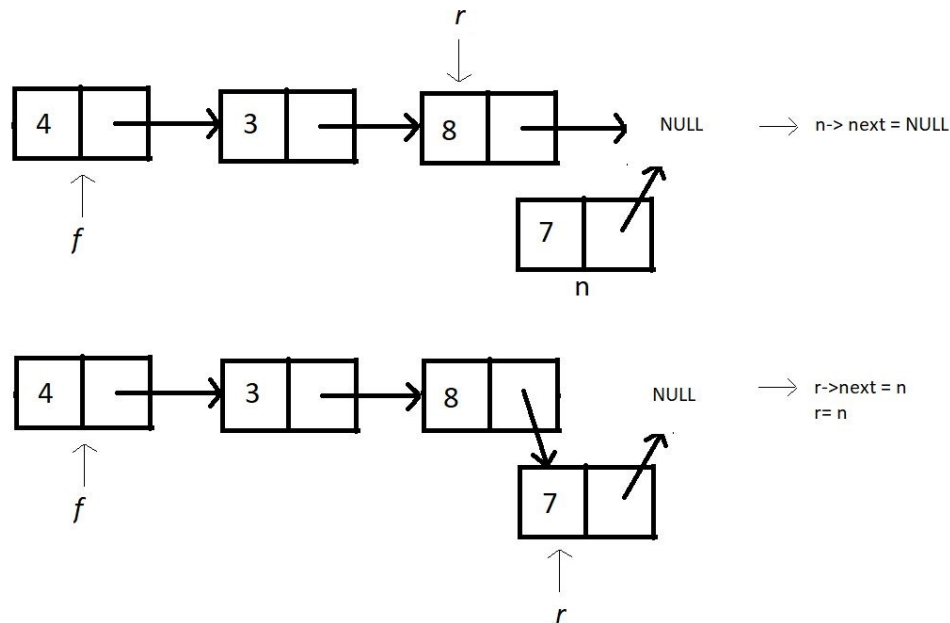 r
4
3
8
NULL
n-> next = NULL
f
7
n
4
3
8
NULL
r->next = n
r= n
f
7
r